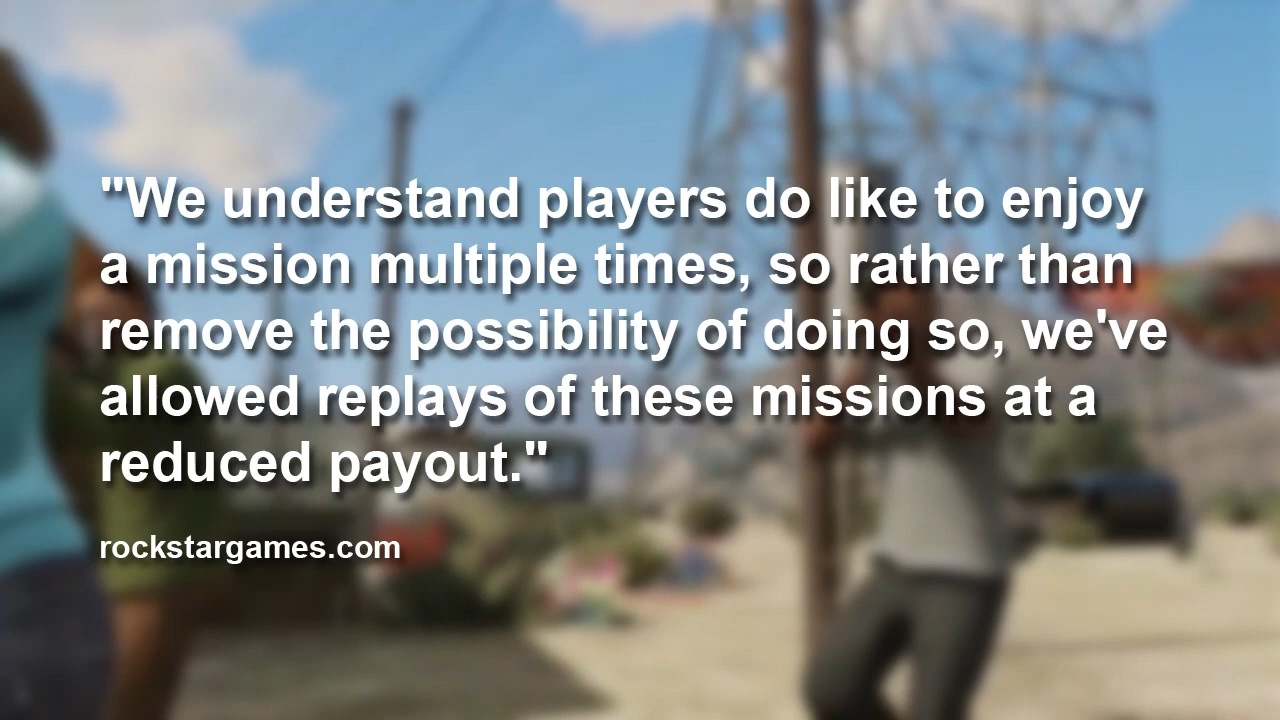 "We understand players do like to enjoy
a mission multiple times, so rather than
remove the possibility of doing so, we've
allowed replays of these missions at a
reduced payout."
rockstargames.com